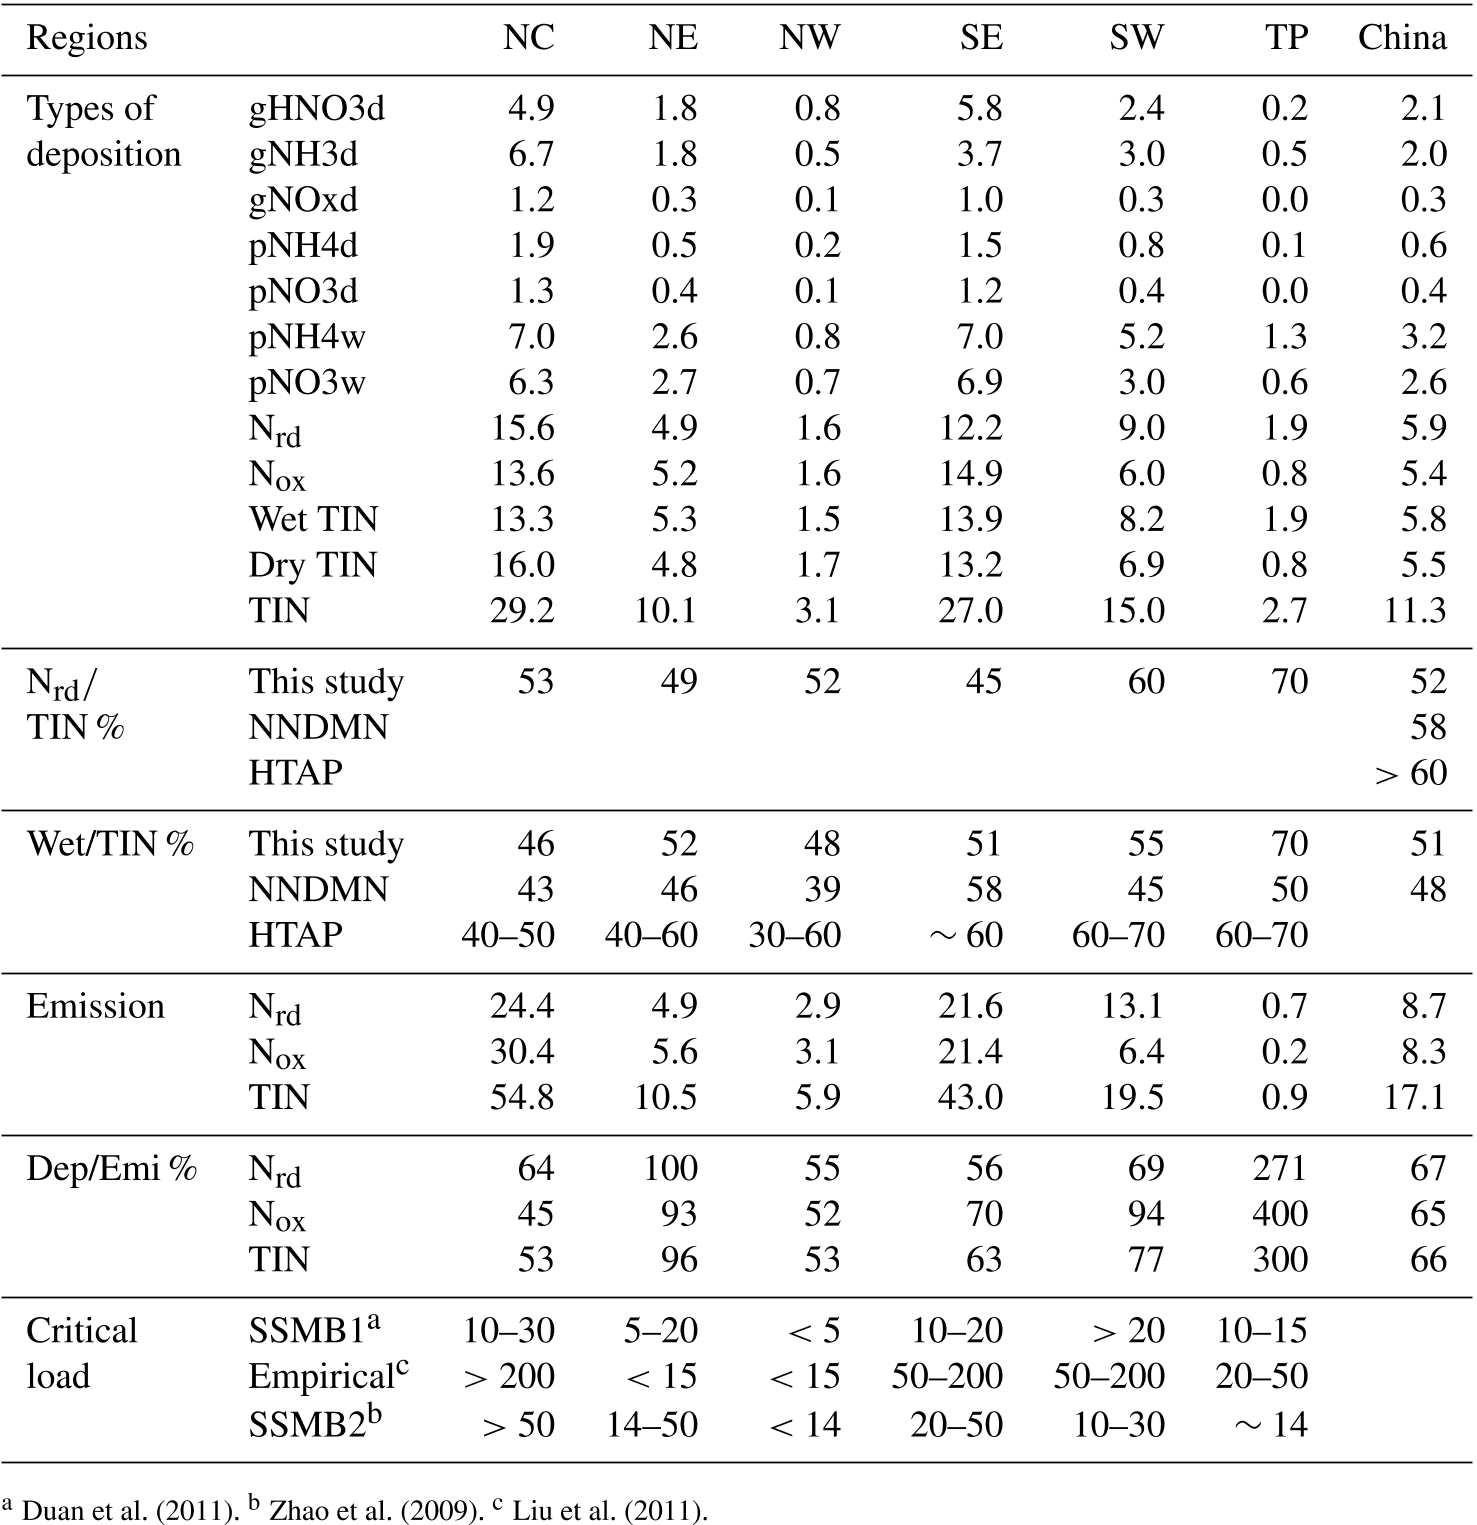 Regions NC NE NW SE SW TP China
Types of gHNO3d 4.9 1.8 0.8 5.8 2.4 0.2 2.1
deposition gNH3d 6.7 1.8 0.5 3.7 3.0 0.5 2.0
gNOxd 1.2 0.3 0.1 1.0 0.3 0.0 0.3
pNH4d 1.9 0.5 0.2 1.5 0.8 0.1 0.6
pNO3d 1.3 0.4 0.1 1.2 0.4 0.0 0.4
pNH4w 7.0 2.6 0.8 7.0 5.2 1.3 3.2
pNO3w 6.3 2.7 0.7 6.9 3.0 0.6 2.6
Nrd 15.6 4.9 1.6 12.2 9.0 1.9 5.9
Nox 13.6 5.2 1.6 14.9 6.0 0.8 5.4
Wet TIN 13.3 5.3 1.5 13.9 8.2 1.9 5.8
Dry TIN 16.0 4.8 1.7 13.2 6.9 0.8 5.5
TIN 29.2 10.1 3.1 27.0 15.0 2.7 11.3
Nrd/ This study 53 49 52 45 60 70 52
TIN % NNDMN 58
HTAP > 60
Wet/TIN % This study 46 52 48 51 55 70 51
NNDMN 43 46 39 58 45 50 48
HTAP 40–50 40–60 30–60 ~ 60 60–70 60–70
Emission Nrd 24.4 4.9 2.9 21.6 13.1 0.7 8.7
Nox 30.4 5.6 3.1 21.4 6.4 0.2 8.3
TIN 54.8 10.5 5.9 43.0 19.5 0.9 17.1
Dep/Emi % Nrd 64 100 55 56 69 271 67
Nox 45 93 52 70 94 400 65
TIN 53 96 53 63 77 300 66
Critical SSMB1a 10–30 5–20 < 5 10–20 > 20 10–15
load Empiricalc > 200 < 15 < 15 50–200 50–200 20–50
SSMB2b > 50 14–50 < 14 20–50 10–30 ~ 14
a Duan et al. (2011). b Zhao et al. (2009). c Liu et al. (2011).